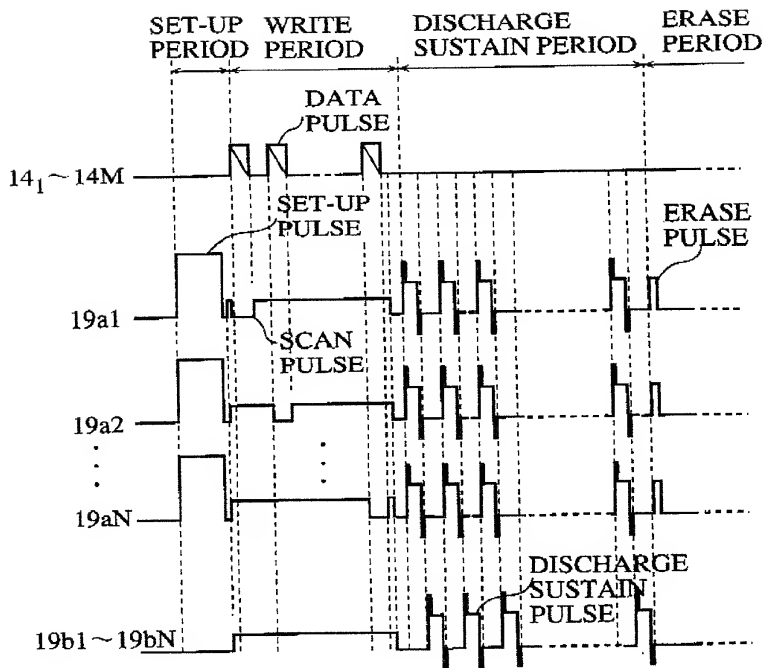 SET-UP PERIOD
WRITE PERIOD
DISCHARGE SUSTAIN PERIOD
ERASE PERIOD
DATA PULSE
14₁~14M
SET-UP PULSE
ERASE PULSE
19a1
SCAN PULSE
19a2
19aN
DISCHARGE SUSTAIN PULSE
19b1~19bN